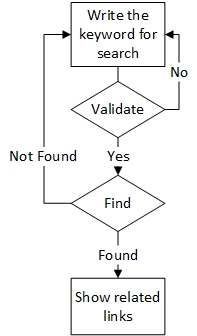 Write the
keyword for
search
No
Validate
Not Found
Yes
Find
Found
Show related
links